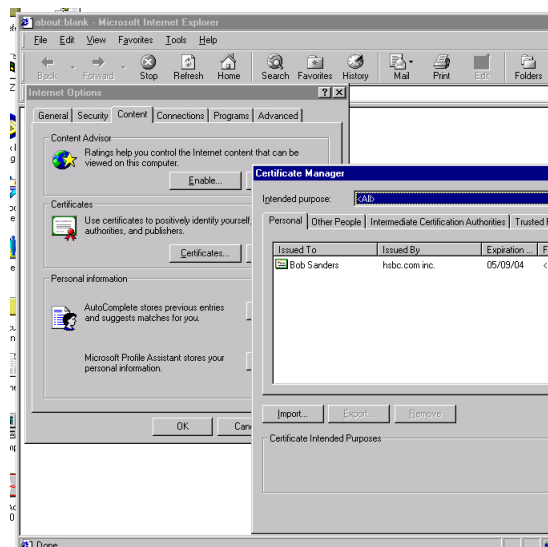 about:blank - Microsoft Internet Explorer
File Edit View Favorites Tools Help
Back Forward Stop Refresh Home Search Favorites History Mail Print Edit Folders
Internet Options
General Security Content Connections Programs Advanced
Content Advisor
Ratings help you control the Internet content that can be
viewed on this computer.
Enable...
Certificates
Use certificates to positively identify yourself,
authorities, and publishers.
Certificates...
Personal information
AutoComplete stores previous entries
and suggests matches for you.
Microsoft Profile Assistant stores your
personal information.
OK
Certificate Manager
Intended purpose:
<All>
Personal Other People Intermediate Certification Authorities Trusted
Issued To Issued By Expiration ... F
Bob Sanders hsbc.com inc. 05/09/04 <
Import... Export... Remove
Certificate Intended Purposes
Done